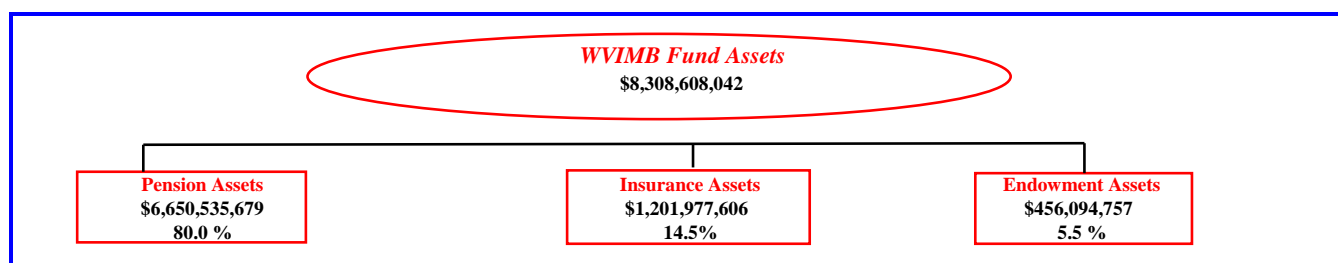 WVIMB Fund Assets
$8,308,608,042
Pension Assets
$6,650,535,679
80.0 %
Insurance Assets
$1,201,977,606
14.5%
Endowment Assets
$456,094,757
5.5 %